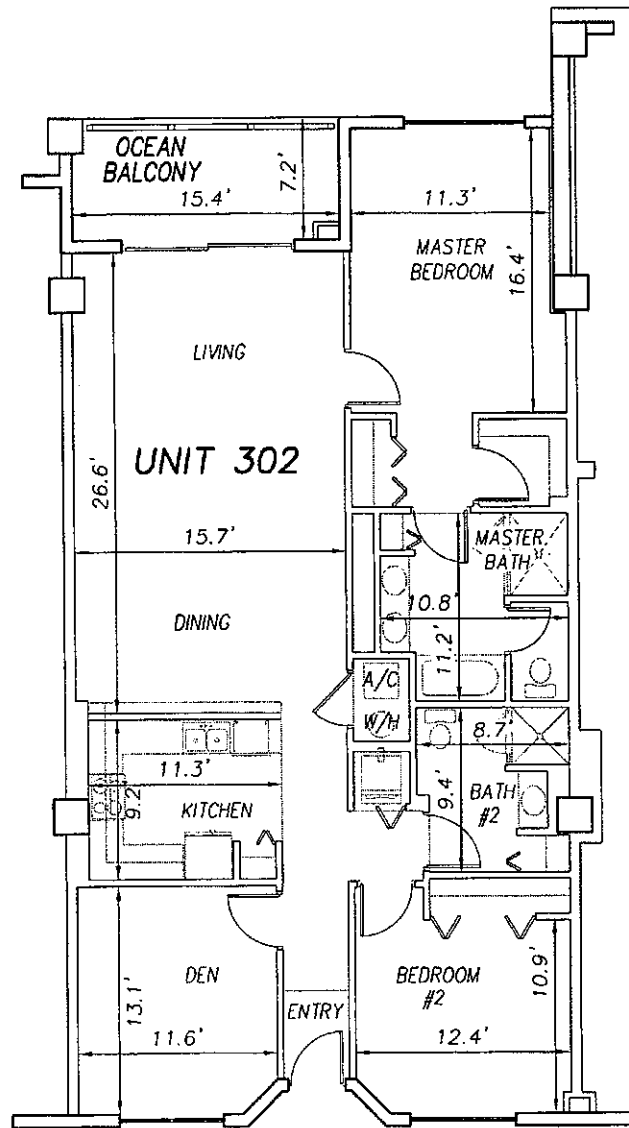 OCEAN
BALCONY
7.2'
15.4'
11.3'
MASTER
BEDROOM
16.4'
LIVING
UNIT 302
26.6'
15.7'
MASTER
BATH
10.8'
11.2'
DINING
A/C
W/H
8.7'
11.3'
9.2'
KITCHEN
9.4'
BATH
#2
DEN
13.1'
11.6'
ENTRY
BEDROOM
#2
10.9'
12.4'